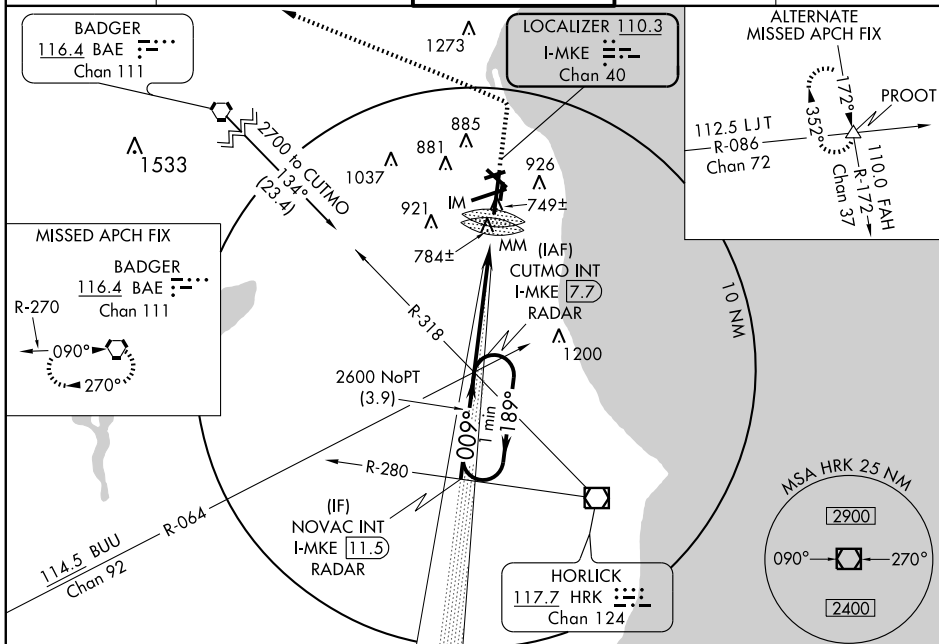 BADGER
116.4 BAE
Chan 111
1273
LOCALIZER 110.3
I-MKE
Chan 40
ALTERNATE
MISSED APCH FIX
172°
352°
PROOT
112.5 LJT
R-086
Chan 72
110.0 FAH
R-172
Chan 37
1533
2700 to CUTMO
134°
(23.4)
885
881
1037
926
IM
749±
921
784±
MM
(IAF)
CUTMO INT
I-MKE 7.7
RADAR
MISSED APCH FIX
BADGER
116.4 BAE
Chan 111
R-270
090°
270°
R-318
10 NM
1200
2600 NoPT
(3.9)
009°
1 min
189°
R-280
(IF)
NOVAC INT
I-MKE 11.5
RADAR
114.5 BUU
R-064
Chan 92
HORLICK
117.7 HRK
Chan 124
MSA HRK 25 NM
2900
090°
270°
2400